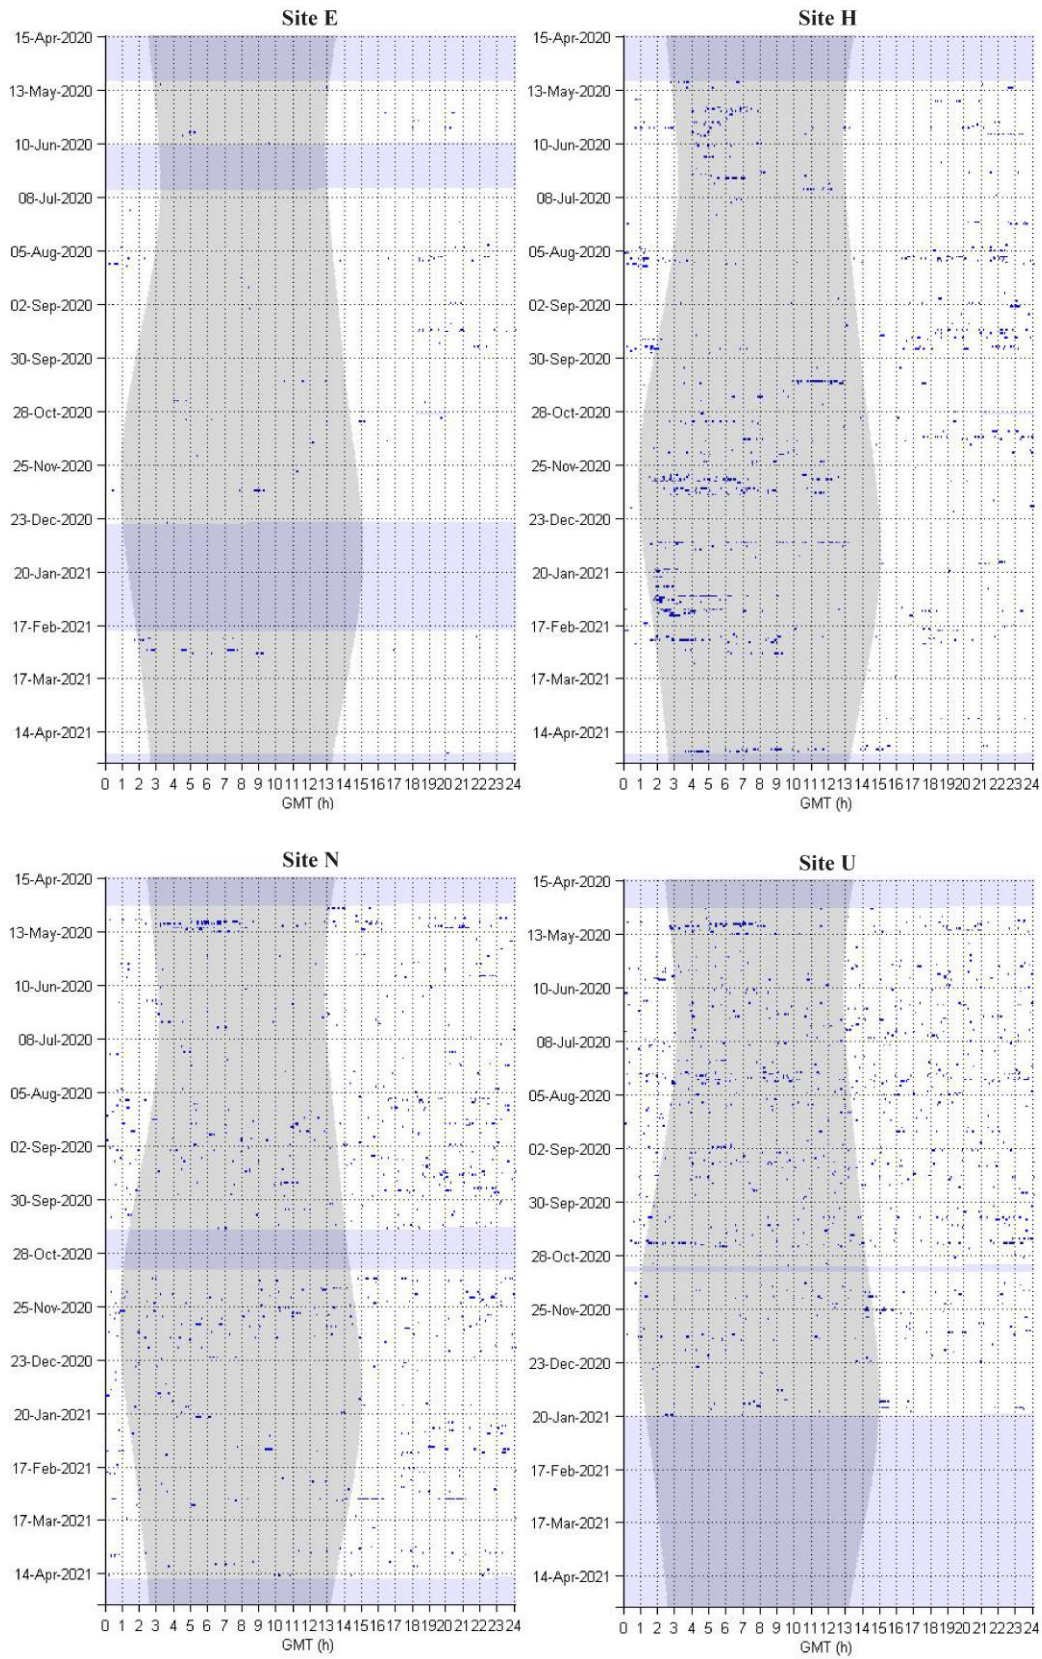 Site E
15-Apr-2020
13-May-2020
10-Jun-2020
08-Jul-2020
05-Aug-2020
02-Sep-2020
30-Sep-2020
28-Oct-2020
25-Nov-2020
23-Dec-2020
20-Jan-2021
17-Feb-2021
17-Mar-2021
14-Apr-2021
0 1 2 3 4 5 6 7 8 9 10 11 12 13 14 15 16 17 18 19 20 21 22 23 24
GMT (h)
Site H
15-Apr-2020
13-May-2020
10-Jun-2020
08-Jul-2020
05-Aug-2020
02-Sep-2020
30-Sep-2020
28-Oct-2020
25-Nov-2020
23-Dec-2020
20-Jan-2021
17-Feb-2021
17-Mar-2021
14-Apr-2021
0 1 2 3 4 5 6 7 8 9 10 11 12 13 14 15 16 17 18 19 20 21 22 23 24
GMT (h)
Site N
15-Apr-2020
13-May-2020
10-Jun-2020
08-Jul-2020
05-Aug-2020
02-Sep-2020
30-Sep-2020
28-Oct-2020
25-Nov-2020
23-Dec-2020
20-Jan-2021
17-Feb-2021
17-Mar-2021
14-Apr-2021
0 1 2 3 4 5 6 7 8 9 10 11 12 13 14 15 16 17 18 19 20 21 22 23 24
GMT (h)
Site U
15-Apr-2020
13-May-2020
10-Jun-2020
08-Jul-2020
05-Aug-2020
02-Sep-2020
30-Sep-2020
28-Oct-2020
25-Nov-2020
23-Dec-2020
20-Jan-2021
17-Feb-2021
17-Mar-2021
14-Apr-2021
0 1 2 3 4 5 6 7 8 9 10 11 12 13 14 15 16 17 18 19 20 21 22 23 24
GMT (h)